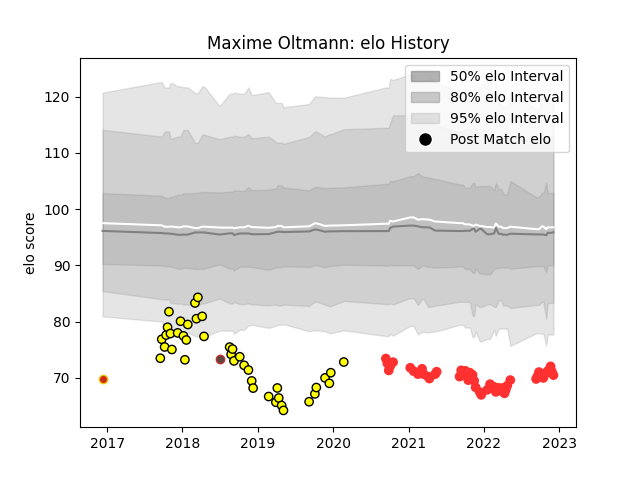 Maxime Oltmann: elo History
50% elo Interval
80% elo Interval
95% elo Interval
Post Match elo
elo score
120
110
100
90
80
70
2017 2018 2019 2020 2021 2022 2023